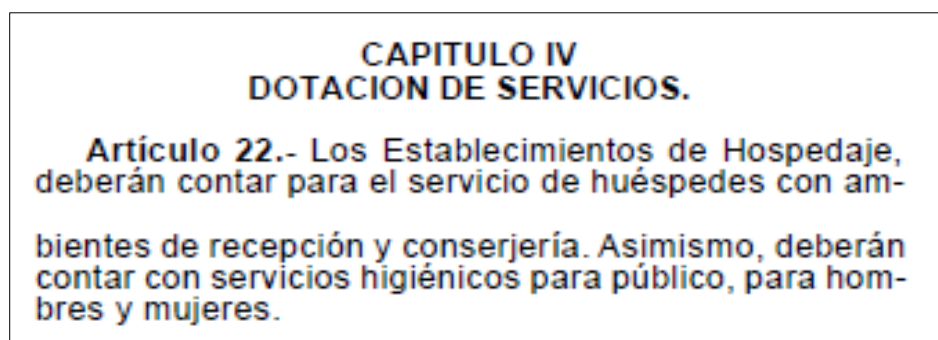 CAPITULO IV
DOTACION DE SERVICIOS.
Artículo 22.- Los Establecimientos de Hospedaje,
deberán contar para el servicio de huéspedes con am-
bientes de recepción y conserjería. Asimismo, deberán
contar con servicios higiénicos para público, para hom-
bres y mujeres.